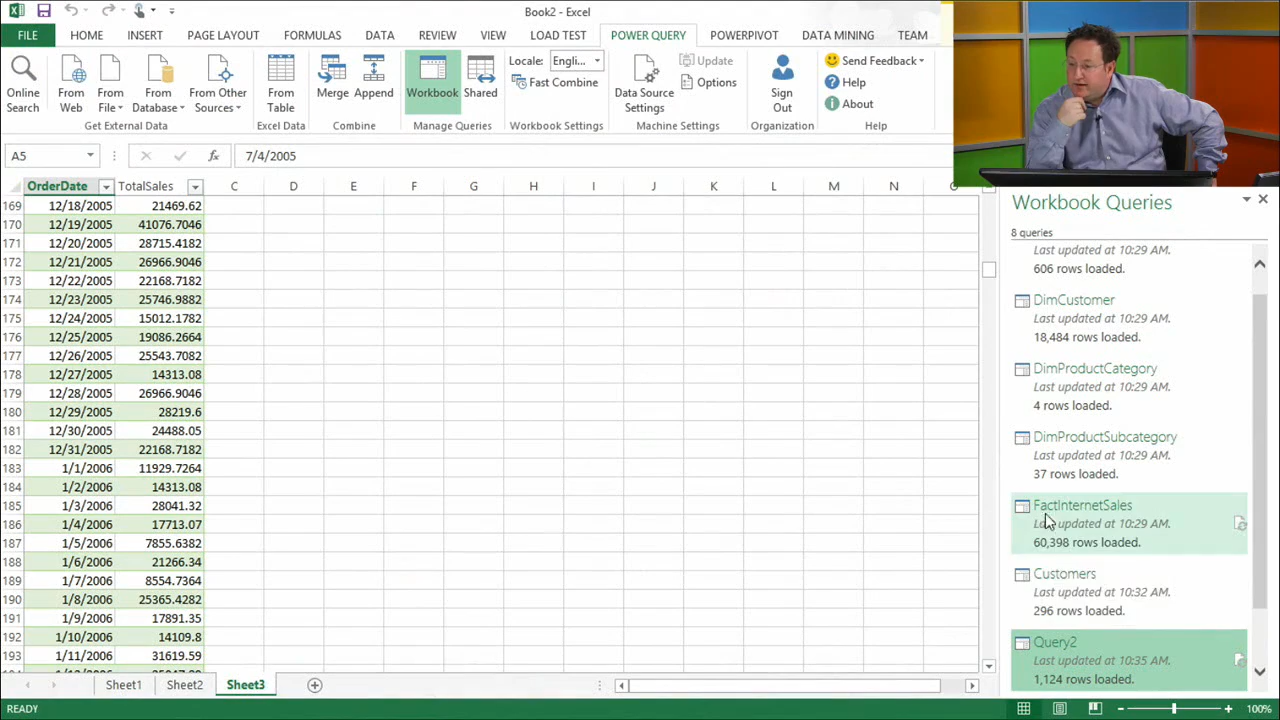 Book2 - Excel
FILE HOME INSERT PAGE LAYOUT FORMULAS DATA REVIEW VIEW LOAD TEST POWER QUERY POWERPIVOT DATA MINING TEAM
Online Search
From Web
From File
From Database
From Other Sources
Get External Data
From Table
Excel Data
Merge
Append
Combine
Workbook
Shared
Manage Queries
Locale: Engli...
Fast Combine
Workbook Settings
Data Source Settings
Update
Options
Machine Settings
Sign Out
Organization
Send Feedback
Help
About
Help
A5 fx 7/4/2005
OrderDate TotalSales C D E F G H I J K L M N
169 12/18/2005 21469.62
170 12/19/2005 41076.7046
171 12/20/2005 28715.4182
172 12/21/2005 26966.9046
173 12/22/2005 22168.7182
174 12/23/2005 25746.9882
175 12/24/2005 15012.1782
176 12/25/2005 19086.2664
177 12/26/2005 25543.7082
178 12/27/2005 14313.08
179 12/28/2005 26966.9046
180 12/29/2005 28219.6
181 12/30/2005 24488.05
182 12/31/2005 22168.7182
183 1/1/2006 11929.7264
184 1/2/2006 14313.08
185 1/3/2006 28041.32
186 1/4/2006 17713.07
187 1/5/2006 7855.6382
188 1/6/2006 21266.34
189 1/7/2006 8554.7364
190 1/8/2006 25365.4282
191 1/9/2006 17891.35
192 1/10/2006 14109.8
193 1/11/2006 31619.59
Workbook Queries
8 queries
Last updated at 10:29 AM.
606 rows loaded.
DimCustomer
Last updated at 10:29 AM.
18,484 rows loaded.
DimProductCategory
Last updated at 10:29 AM.
4 rows loaded.
DimProductSubcategory
Last updated at 10:29 AM.
37 rows loaded.
FactInternetSales
Last updated at 10:29 AM.
60,398 rows loaded.
Customers
Last updated at 10:32 AM.
296 rows loaded.
Query2
Last updated at 10:35 AM.
1,124 rows loaded.
Sheet1 Sheet2 Sheet3
READY 100%